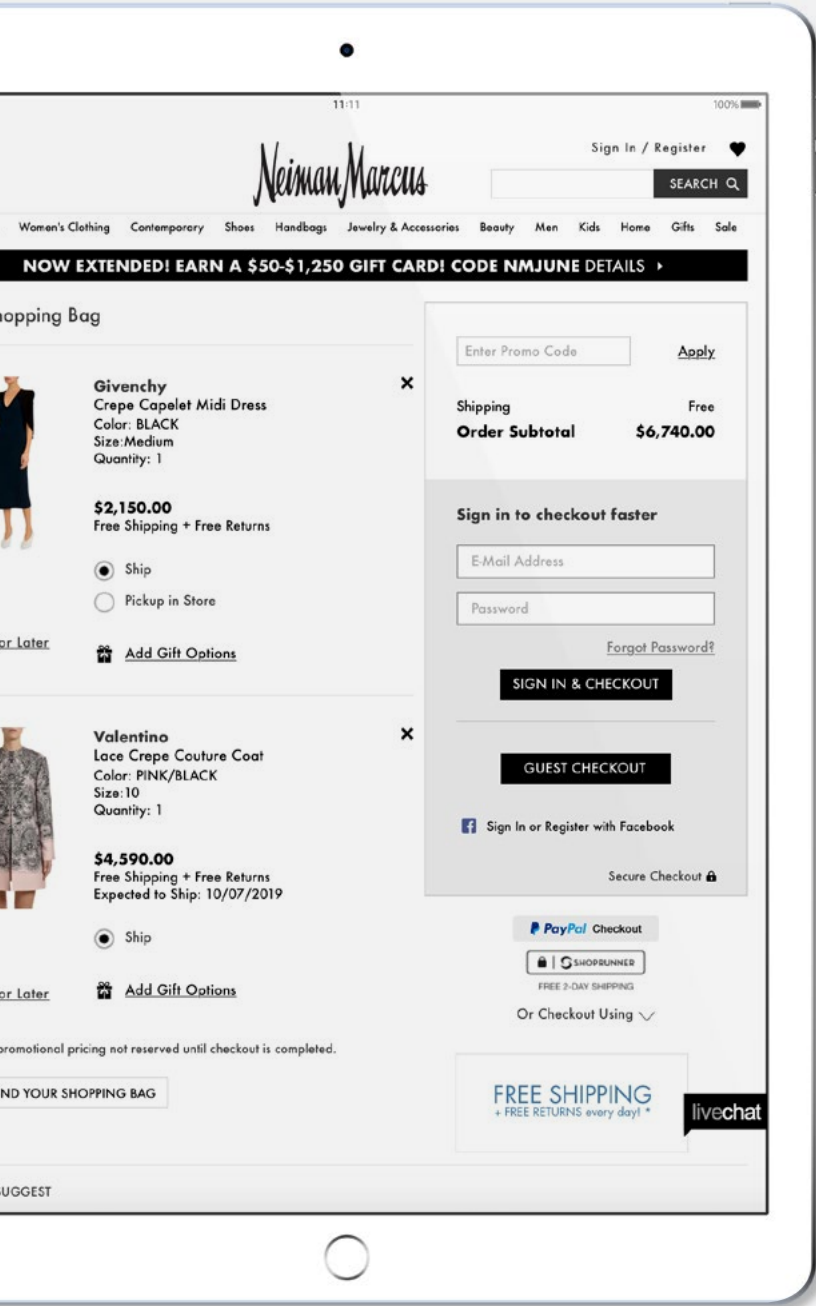 11:11
100%
Neiman Marcus
Sign In / Register
SEARCH
Women's Clothing Contemporary Shoes Handbags Jewelry & Accessories Beauty Men Kids Home Gifts Sale
NOW EXTENDED! EARN A $50-$1,250 GIFT CARD! CODE NMJUNE DETAILS
hopping Bag
Givenchy
Crepe Capelet Midi Dress
Color: BLACK
Size:Medium
Quantity: 1
$2,150.00
Free Shipping + Free Returns
Ship
Pickup in Store
or Later
Add Gift Options
Valentino
Lace Crepe Couture Coat
Color: PINK/BLACK
Size:10
Quantity: 1
$4,590.00
Free Shipping + Free Returns
Expected to Ship: 10/07/2019
Ship
or Later
Add Gift Options
promotional pricing not reserved until checkout is completed.
ND YOUR SHOPPING BAG
UGGEST
Enter Promo Code
Apply
Shipping Free
Order Subtotal $6,740.00
Sign in to checkout faster
E-Mail Address
Password
Forgot Password?
SIGN IN & CHECKOUT
GUEST CHECKOUT
f Sign In or Register with Facebook
Secure Checkout
PayPal Checkout
SHOPRUNNER
FREE 2-DAY SHIPPING
Or Checkout Using
FREE SHIPPING
+ FREE RETURNS every day! *
livechat